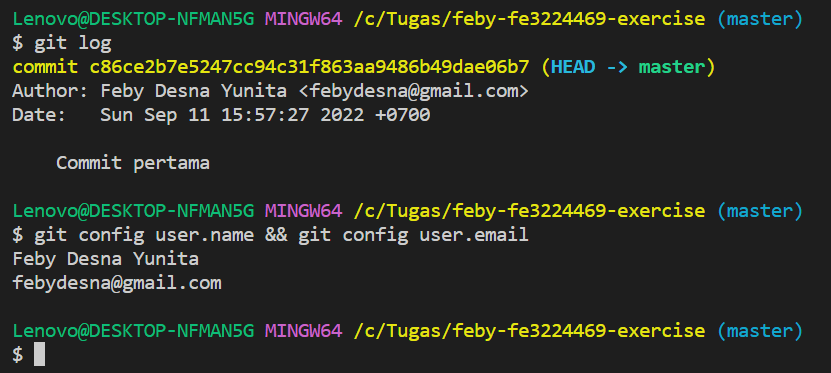 Lenovo@DESKTOP-NFMAN5G MINGW64 /c/Tugas/feby-fe3224469-exercise (master)
$ git log
commit c86ce2b7e5247cc94c31f863aa9486b49dae06b7 (HEAD -> master)
Author: Feby Desna Yunita <febydesna@gmail.com>
Date:   Sun Sep 11 15:57:27 2022 +0700
    Commit pertama
Lenovo@DESKTOP-NFMAN5G MINGW64 /c/Tugas/feby-fe3224469-exercise (master)
$ git config user.name && git config user.email
Feby Desna Yunita
febydesna@gmail.com
Lenovo@DESKTOP-NFMAN5G MINGW64 /c/Tugas/feby-fe3224469-exercise (master)
$